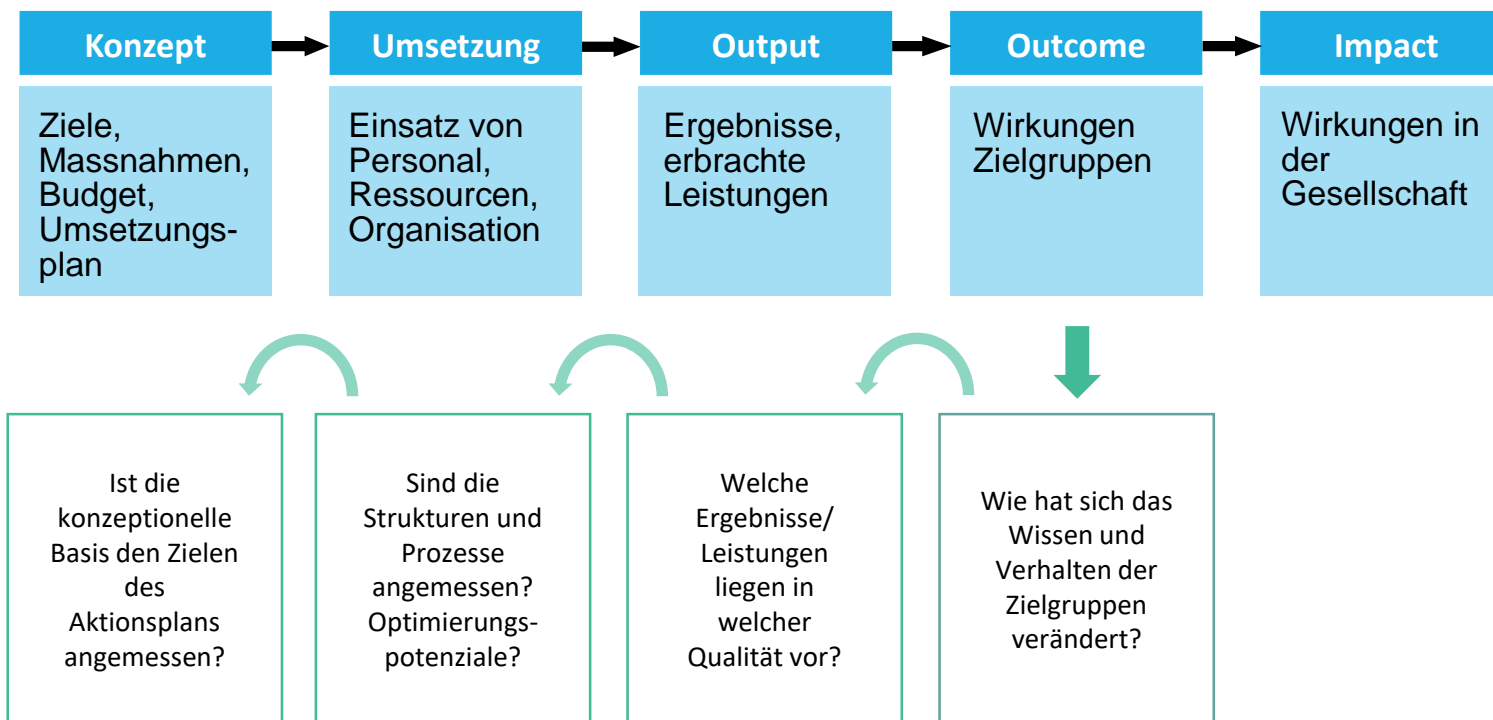 Konzept
Umsetzung
Output
Outcome
Impact
Ziele,
Massnahmen,
Budget,
Umsetzungs-
plan
Einsatz von
Personal,
Ressourcen,
Organisation
Ergebnisse,
erbrachte
Leistungen
Wirkungen
Zielgruppen
Wirkungen in
der
Gesellschaft
Ist die
konzeptionelle
Basis den Zielen
des
Aktionsplans
angemessen?
Sind die
Strukturen und
Prozesse
angemessen?
Optimierungs-
potenziale?
Welche
Ergebnisse/
Leistungen
liegen in
welcher
Qualität vor?
Wie hat sich das
Wissen und
Verhalten der
Zielgruppen
verändert?